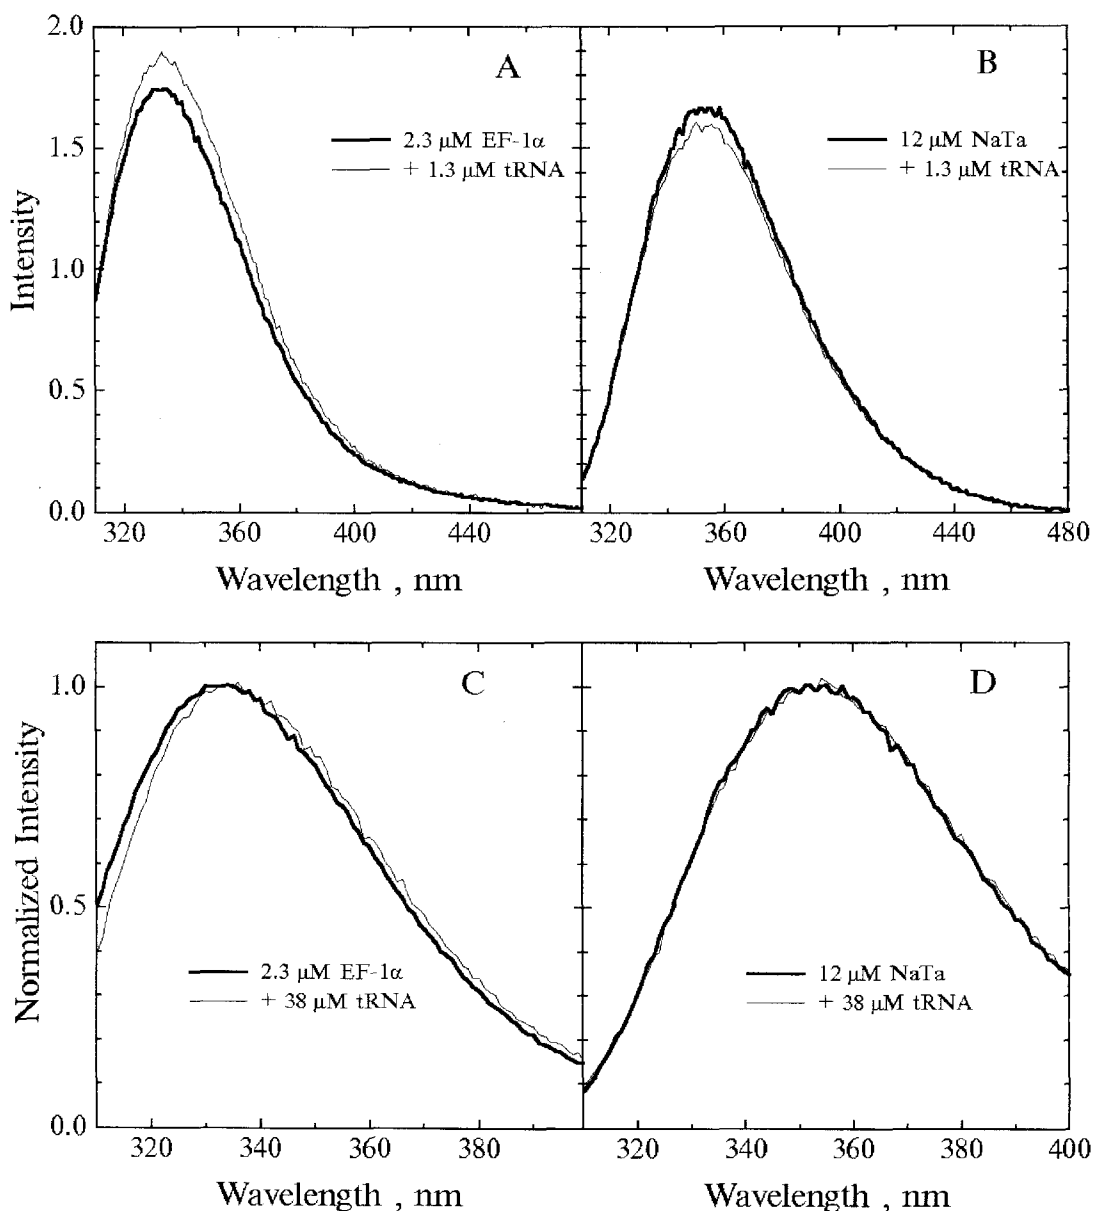 2.0
1.5
1.0
0.5
0.0
Intensity
A
2.3 μM EF-1α
+ 1.3 μM tRNA
320 360 400 440
Wavelength , nm
B
12 μM NaTa
+ 1.3 μM tRNA
320 360 400 440 480
Wavelength , nm
1.0
0.5
0.0
Normalized Intensity
C
2.3 μM EF-1α
+ 38 μM tRNA
320 340 360 380
Wavelength , nm
D
12 μM NaTa
+ 38 μM tRNA
320 340 360 380 400
Wavelength , nm